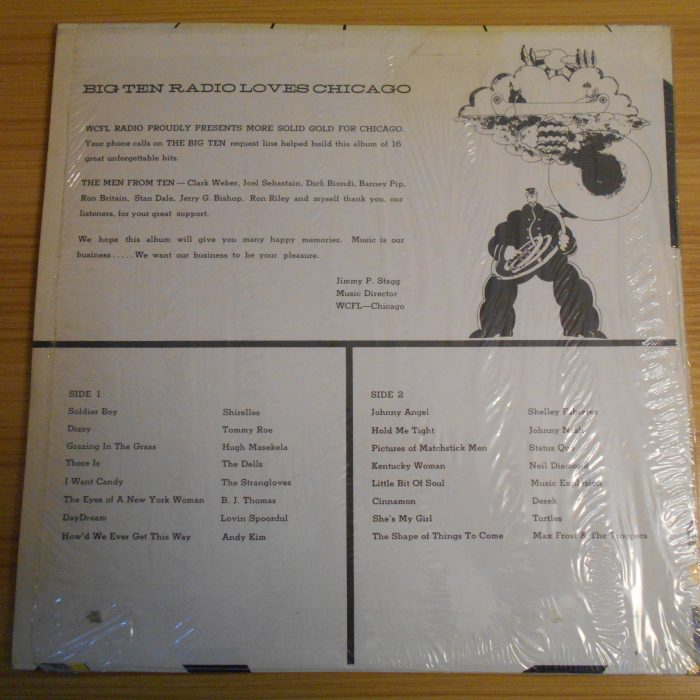 BIG TEN RADIO LOVES CHICAGO
WCFL RADIO PROUDLY PRESENTS MORE SOLID GOLD FOR CHICAGO.
Your phone calls on THE BIG TEN request line helped build this album of 16
great unforgettable hits.
THE MEN FROM TEN — Clark Weber, Joel Sebastain, Dick Biondi, Barney Pip,
Ron Britain, Stan Dale, Jerry G. Bishop, Ron Riley and myself thank you, our
listeners, for your great support.
We hope this album will give you many happy memories. Music is our
business.....We want our business to be your pleasure.
Jimmy P. Stagg
Music Director
WCFL—Chicago
SIDE 1
Soldier Boy Shirelles
Dizzy Tommy Roe
Grazing In The Grass Hugh Masekela
There Is The Dells
I Want Candy The Strangloves
The Eyes of A New York Woman B. J. Thomas
DayDream Lovin Spoonful
How'd We Ever Get This Way Andy Kim
SIDE 2
Johnny Angel Shelley Fabares
Hold Me Tight Johnny Nash
Pictures of Matchstick Men Status Quo
Kentucky Woman Neil Diamond
Little Bit Of Soul Music Explosion
Cinnamon Derek
She's My Girl Turtles
The Shape of Things To Come Max Frost & The Troopers